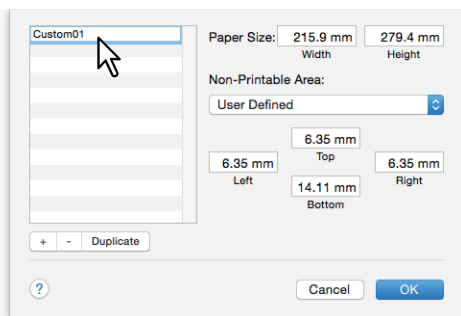 Custom01
Paper Size: 215.9 mm 279.4 mm
Width Height
Non-Printable Area:
User Defined
6.35 mm
Top
6.35 mm 6.35 mm
Left Right
14.11 mm
Bottom
+ - Duplicate
? Cancel OK